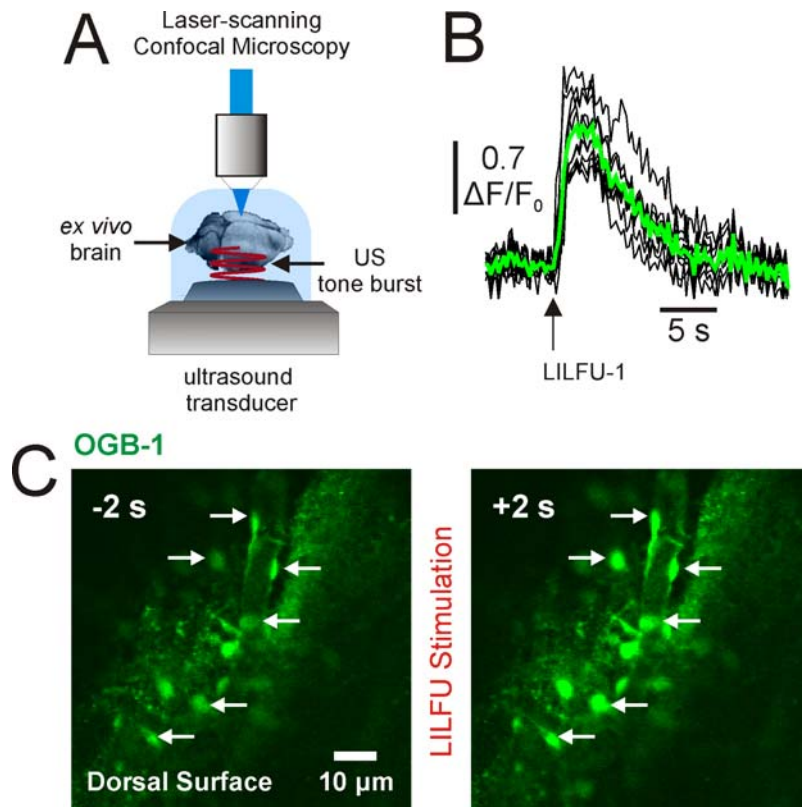 A
Laser-scanning
Confocal Microscopy
ex vivo
brain
US
tone burst
ultrasound
transducer
B
0.7
ΔF/F₀
5 s
LILFU-1
C
OGB-1
-2 s
Dorsal Surface
10 µm
LILFU Stimulation
+2 s